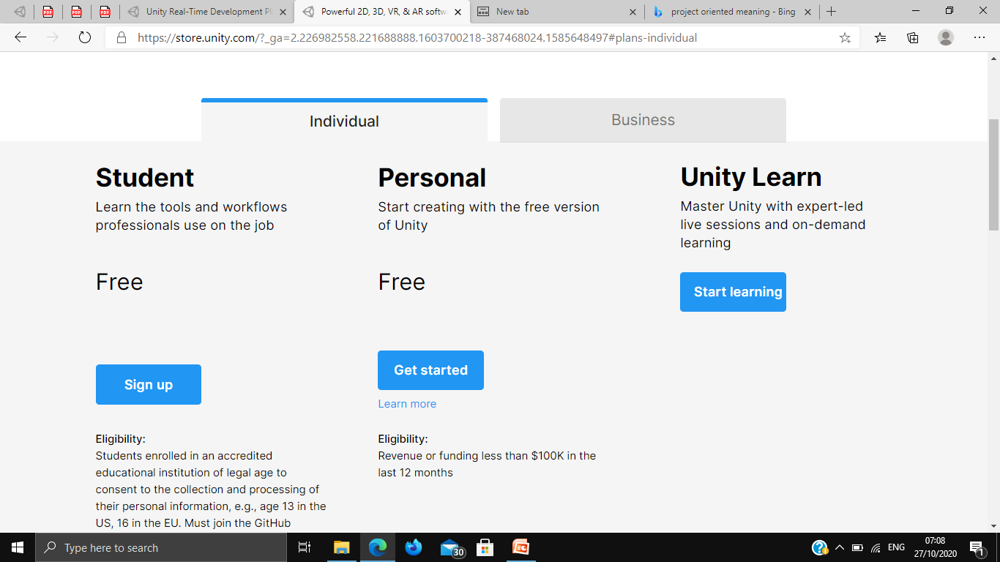 Unity Real-Time Development Pl
Powerful 2D, 3D, VR, & AR softw
New tab
project oriented meaning - Bing
https://store.unity.com/?_ga=2.226982558.221688888.1603700218-387468024.1585648497#plans-individual
Individual
Business
Student
Learn the tools and workflows
professionals use on the job
Free
Sign up
Eligibility:
Students enrolled in an accredited
educational institution of legal age to
consent to the collection and processing of
their personal information, e.g., age 13 in the
US, 16 in the EU. Must join the GitHub
Personal
Start creating with the free version
of Unity
Free
Get started
Learn more
Eligibility:
Revenue or funding less than $100K in the
last 12 months
Unity Learn
Master Unity with expert-led
live sessions and on-demand
learning
Start learning
Type here to search
30
ENG
07:08
27/10/2020
1